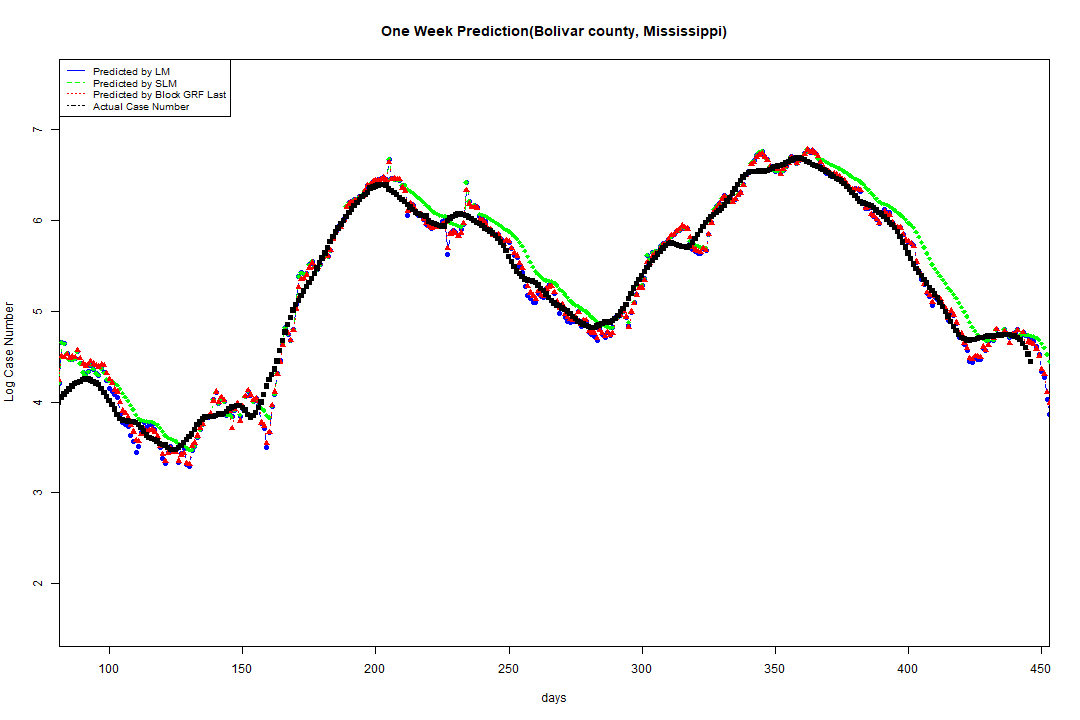 One Week Prediction(Bolivar county, Mississippi)
Predicted by LM
Predicted by SLM
Predicted by Block GRF Last
Actual Case Number
7
6
5
4
3
2
Log Case Number
100 150 200 250 300 350 400 450
days